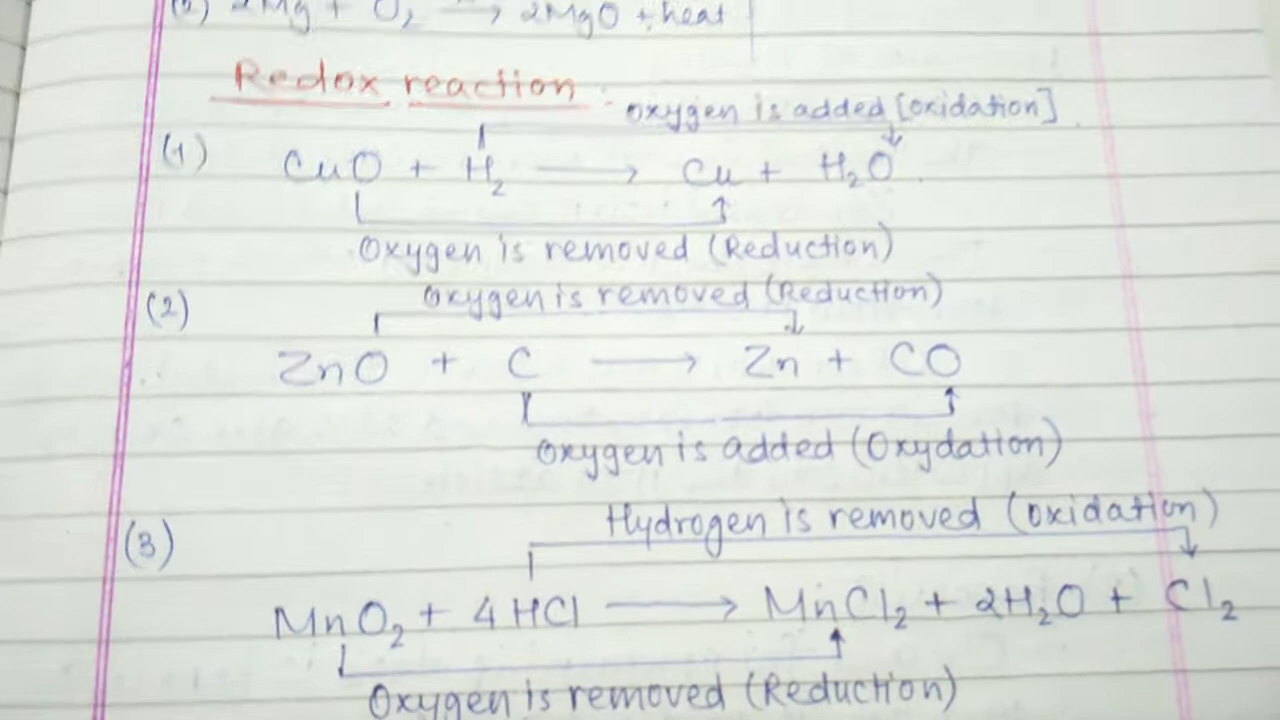 (2) 2Mg + O₂ → 2MgO + heat
Redox reaction :
oxygen is added [oxidation]
(1) CuO + H₂ → Cu + H₂O
Oxygen is removed (Reduction)
(2) oxygen is removed (Reduction)
ZnO + C → Zn + CO
oxygen is added (Oxydation)
Hydrogen is removed (oxidation)
(3)
MnO₂ + 4HCl → MnCl₂ + 2H₂O + Cl₂
Oxygen is removed (Reduction)